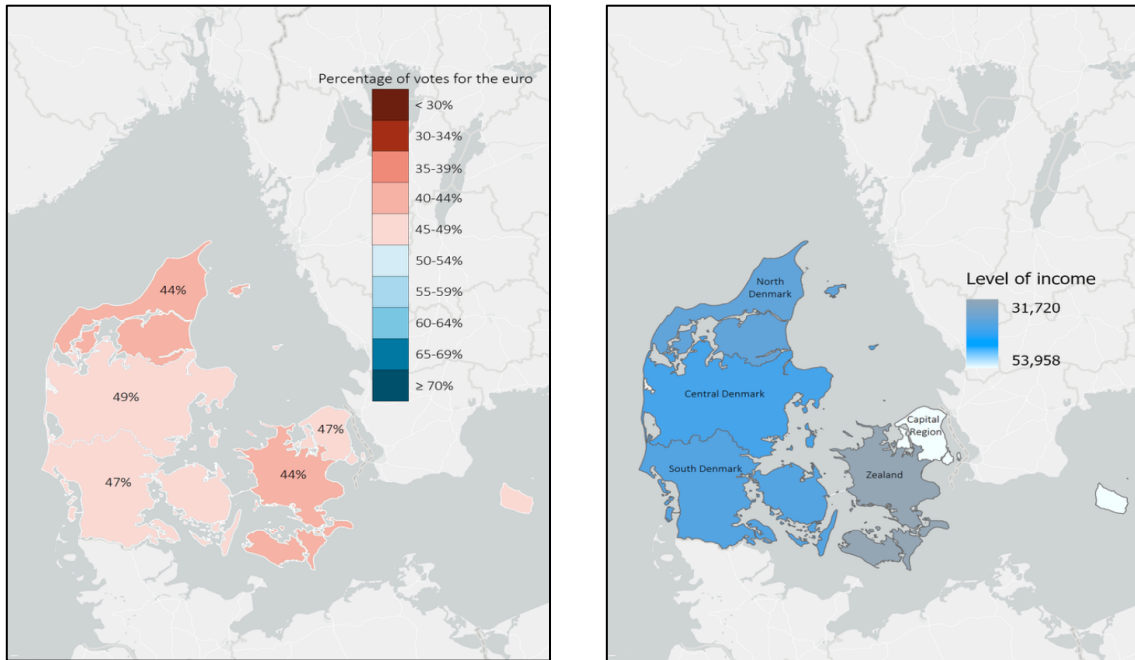 Percentage of votes for the euro
< 30%
30-34%
35-39%
40-44%
45-49%
50-54%
55-59%
60-64%
65-69%
≥ 70%
44%
49%
47%
47%
44%
Level of income
31,720
53,958
North
Denmark
Central Denmark
Capital
Region
South Denmark
Zealand